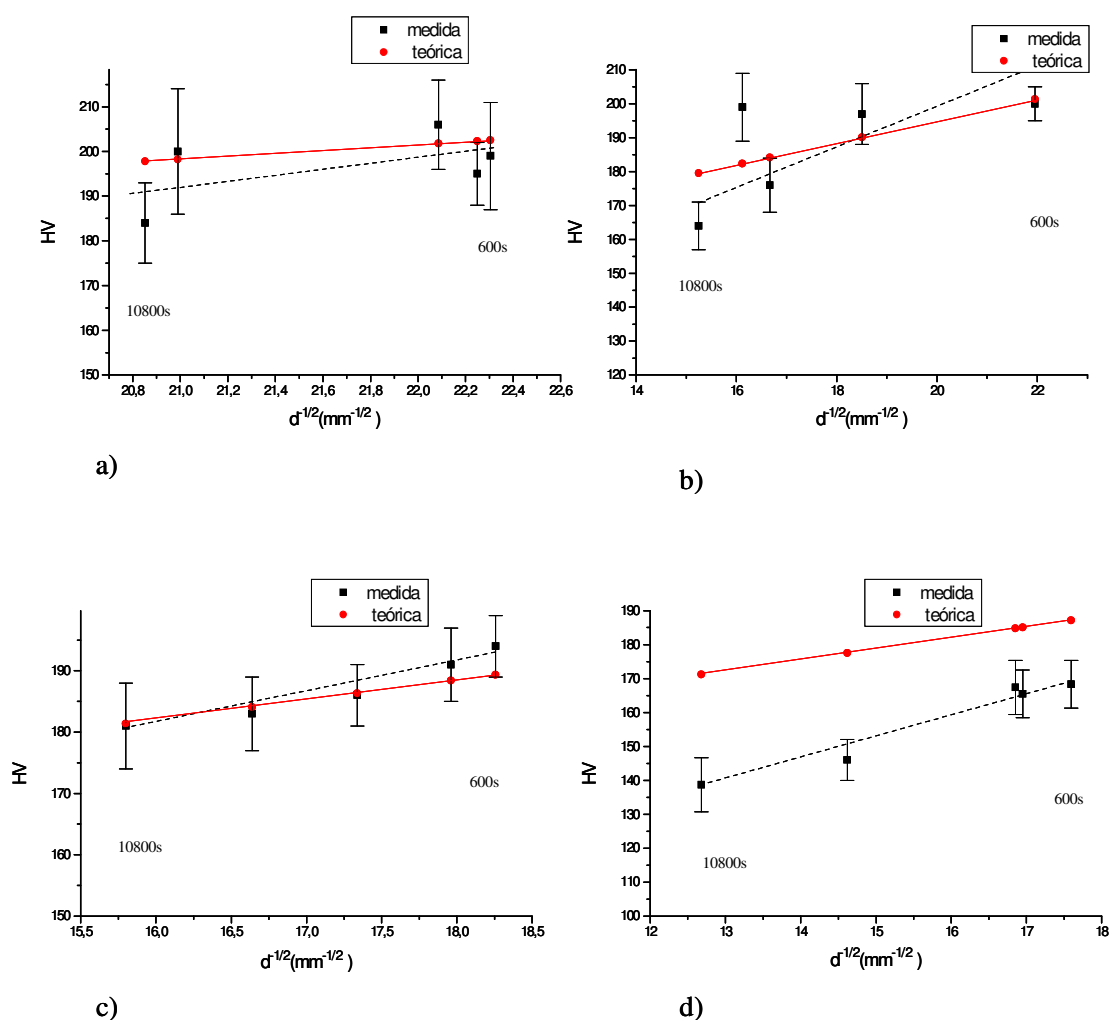 medida
teórica
210
200
190
180
170
160
150
HV
600s
10800s
20,8 21,0 21,2 21,4 21,6 21,8 22,0 22,2 22,4 22,6
d-1/2(mm-1/2 )
a)
medida
teórica
210
200
190
180
170
160
150
140
130
120
HV
600s
10800s
14 16 18 20 22
d-1/2(mm-1/2 )
b)
medida
teórica
190
180
170
160
150
HV
600s
10800s
15,5 16,0 16,5 17,0 17,5 18,0 18,5
d-1/2(mm-1/2 )
c)
medida
teórica
190
180
170
160
150
140
130
120
110
100
HV
600s
10800s
12 13 14 15 16 17 18
d-1/2(mm-1/2 )
d)